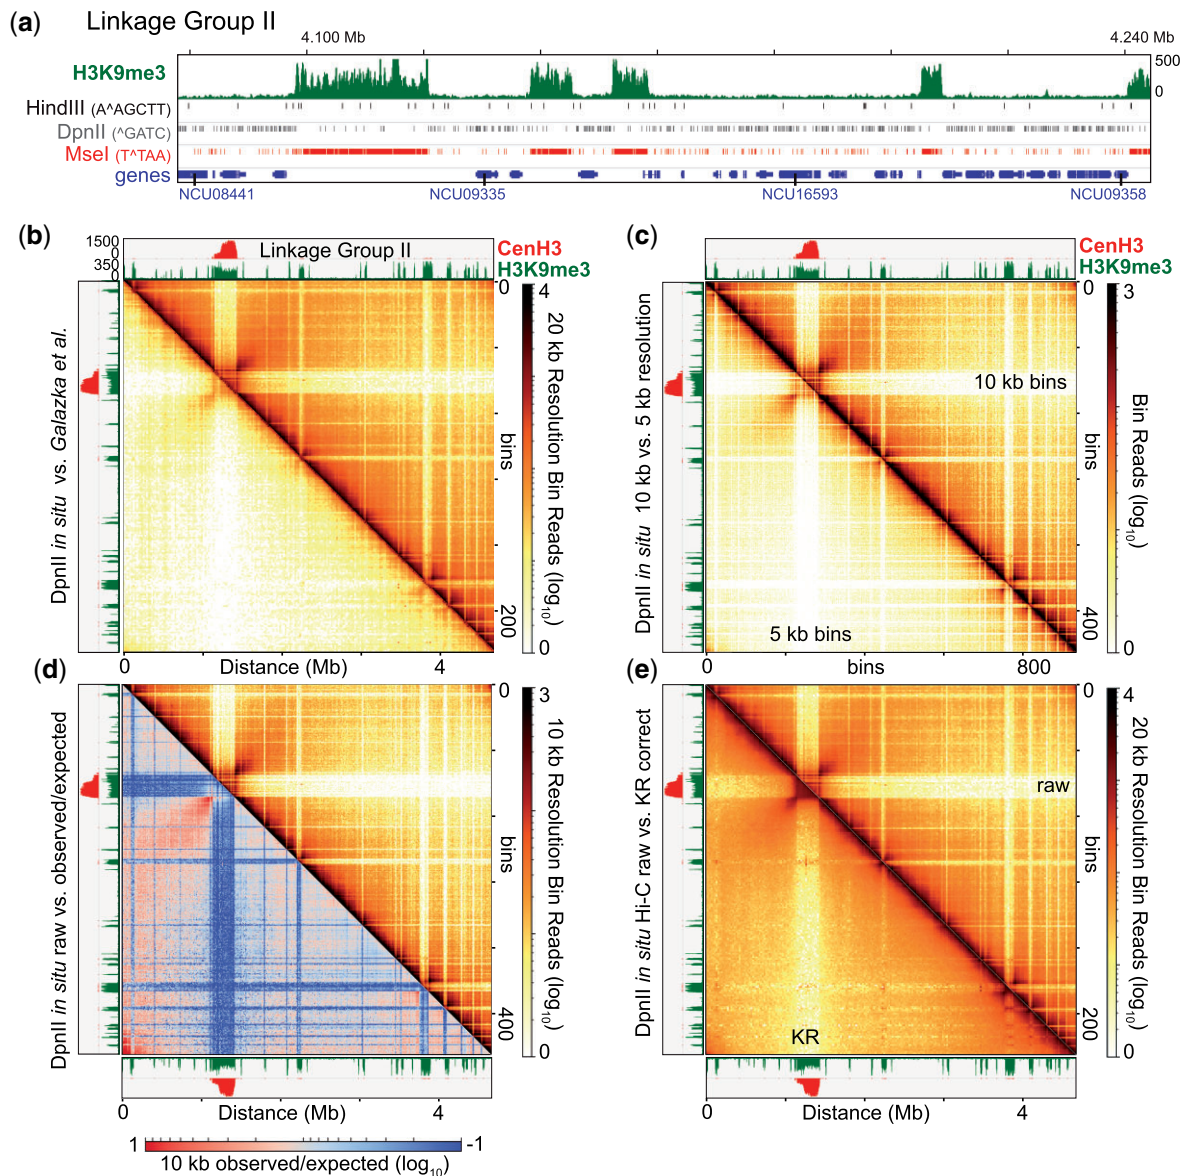 (a) Linkage Group II
4.100 Mb 4.240 Mb
H3K9me3 500
0
HindIII (A^AGCTT)
DpnII (^GATC)
MseI (T^TAA)
genes
NCU08441 NCU09335 NCU16593 NCU09358
(b)
1500
0
350
0
Linkage Group II
CenH3
H3K9me3
DpnII in situ vs. Galazka et al.
0
bins
200
4
20 kb Resolution Bin Reads (log10)
0
0 Distance (Mb) 4
(c)
CenH3
H3K9me3
DpnII in situ 10 kb vs. 5 kb resolution
10 kb bins
5 kb bins
0
bins
400
3
Bin Reads (log10)
0
0 bins 800
(d)
DpnII in situ raw vs. observed/expected
0
bins
400
3
10 kb Resolution Bin Reads (log10)
0
0 Distance (Mb) 4
1 -1
10 kb observed/expected (log10)
(e)
DpnII in situ Hi-C raw vs. KR correct
raw
KR
0
bins
200
4
20 kb Resolution Bin Reads (log10)
0
0 Distance (Mb) 4